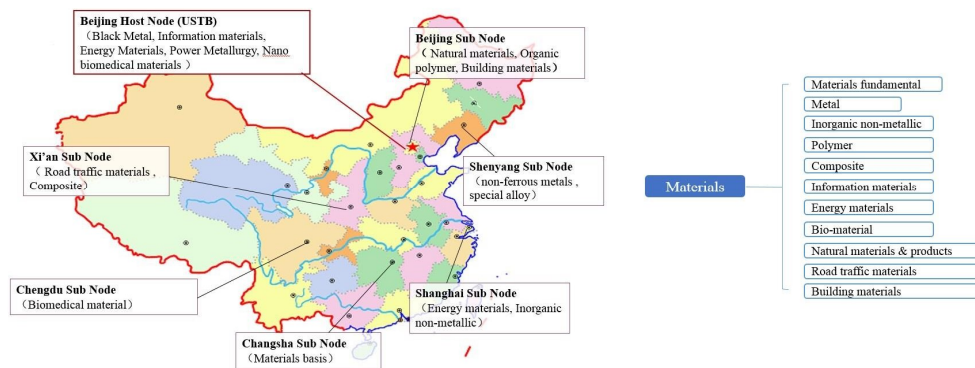 Beijing Host Node (USTB)
（Black Metal, Information materials,
Energy Materials, Power Metallurgy, Nano
biomedical materials ）
Beijing Sub Node
（ Natural materials, Organic
polymer, Building materials）
Xi’an Sub Node
（ Road traffic materials ,
Composite）
Shenyang Sub Node
（non-ferrous metals ,
special alloy）
Chengdu Sub Node
（Biomedical material）
Shanghai Sub Node
（Energy materials, Inorganic
non-metallic）
Changsha Sub Node
（Materials basis）
Materials
Materials fundamental
Metal
Inorganic non-metallic
Polymer
Composite
Information materials
Energy materials
Bio-material
Natural materials & products
Road traffic materials
Building materials